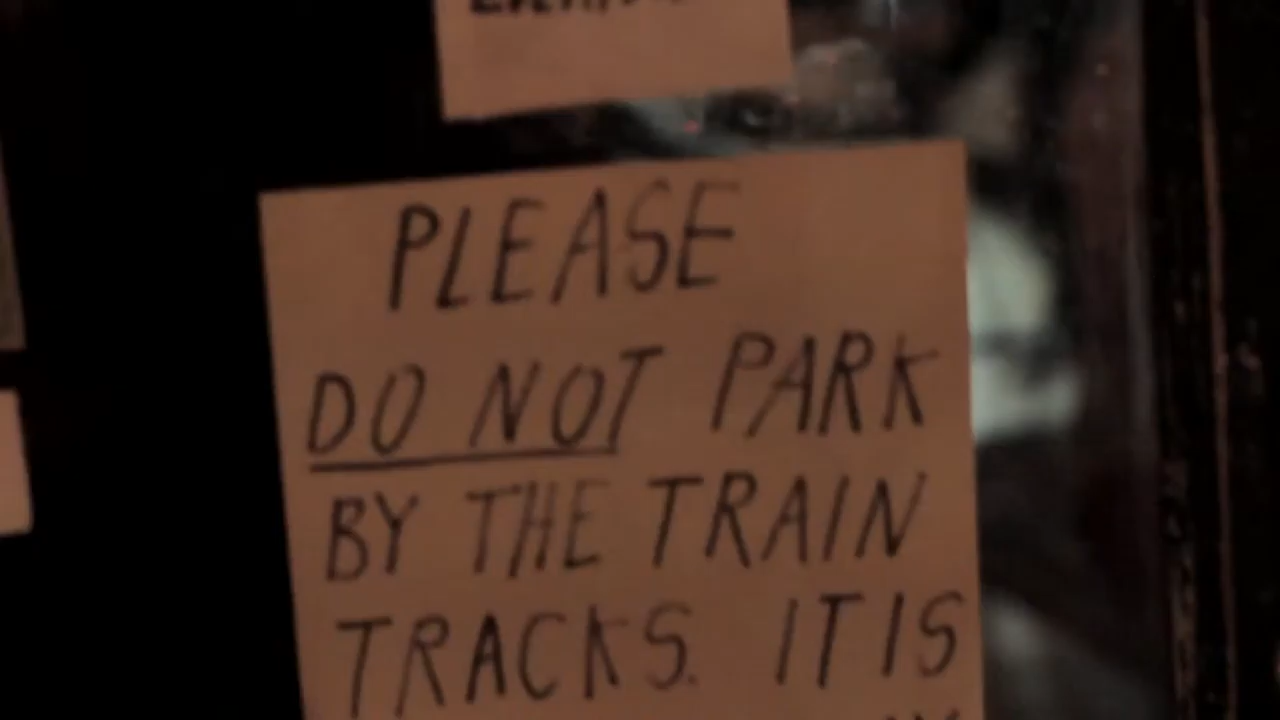 PLEASE
DO NOT PARK
BY THE TRAIN
TRACKS. IT IS